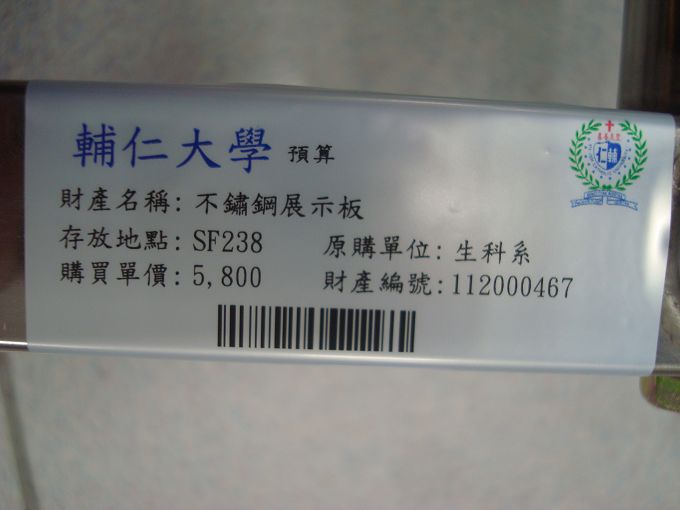 輔仁大學 預算
財產名稱: 不鏽鋼展示板
存放地點: SF238 原購單位: 生科系
購買單價: 5,800 財產編號: 112000467
仁輔